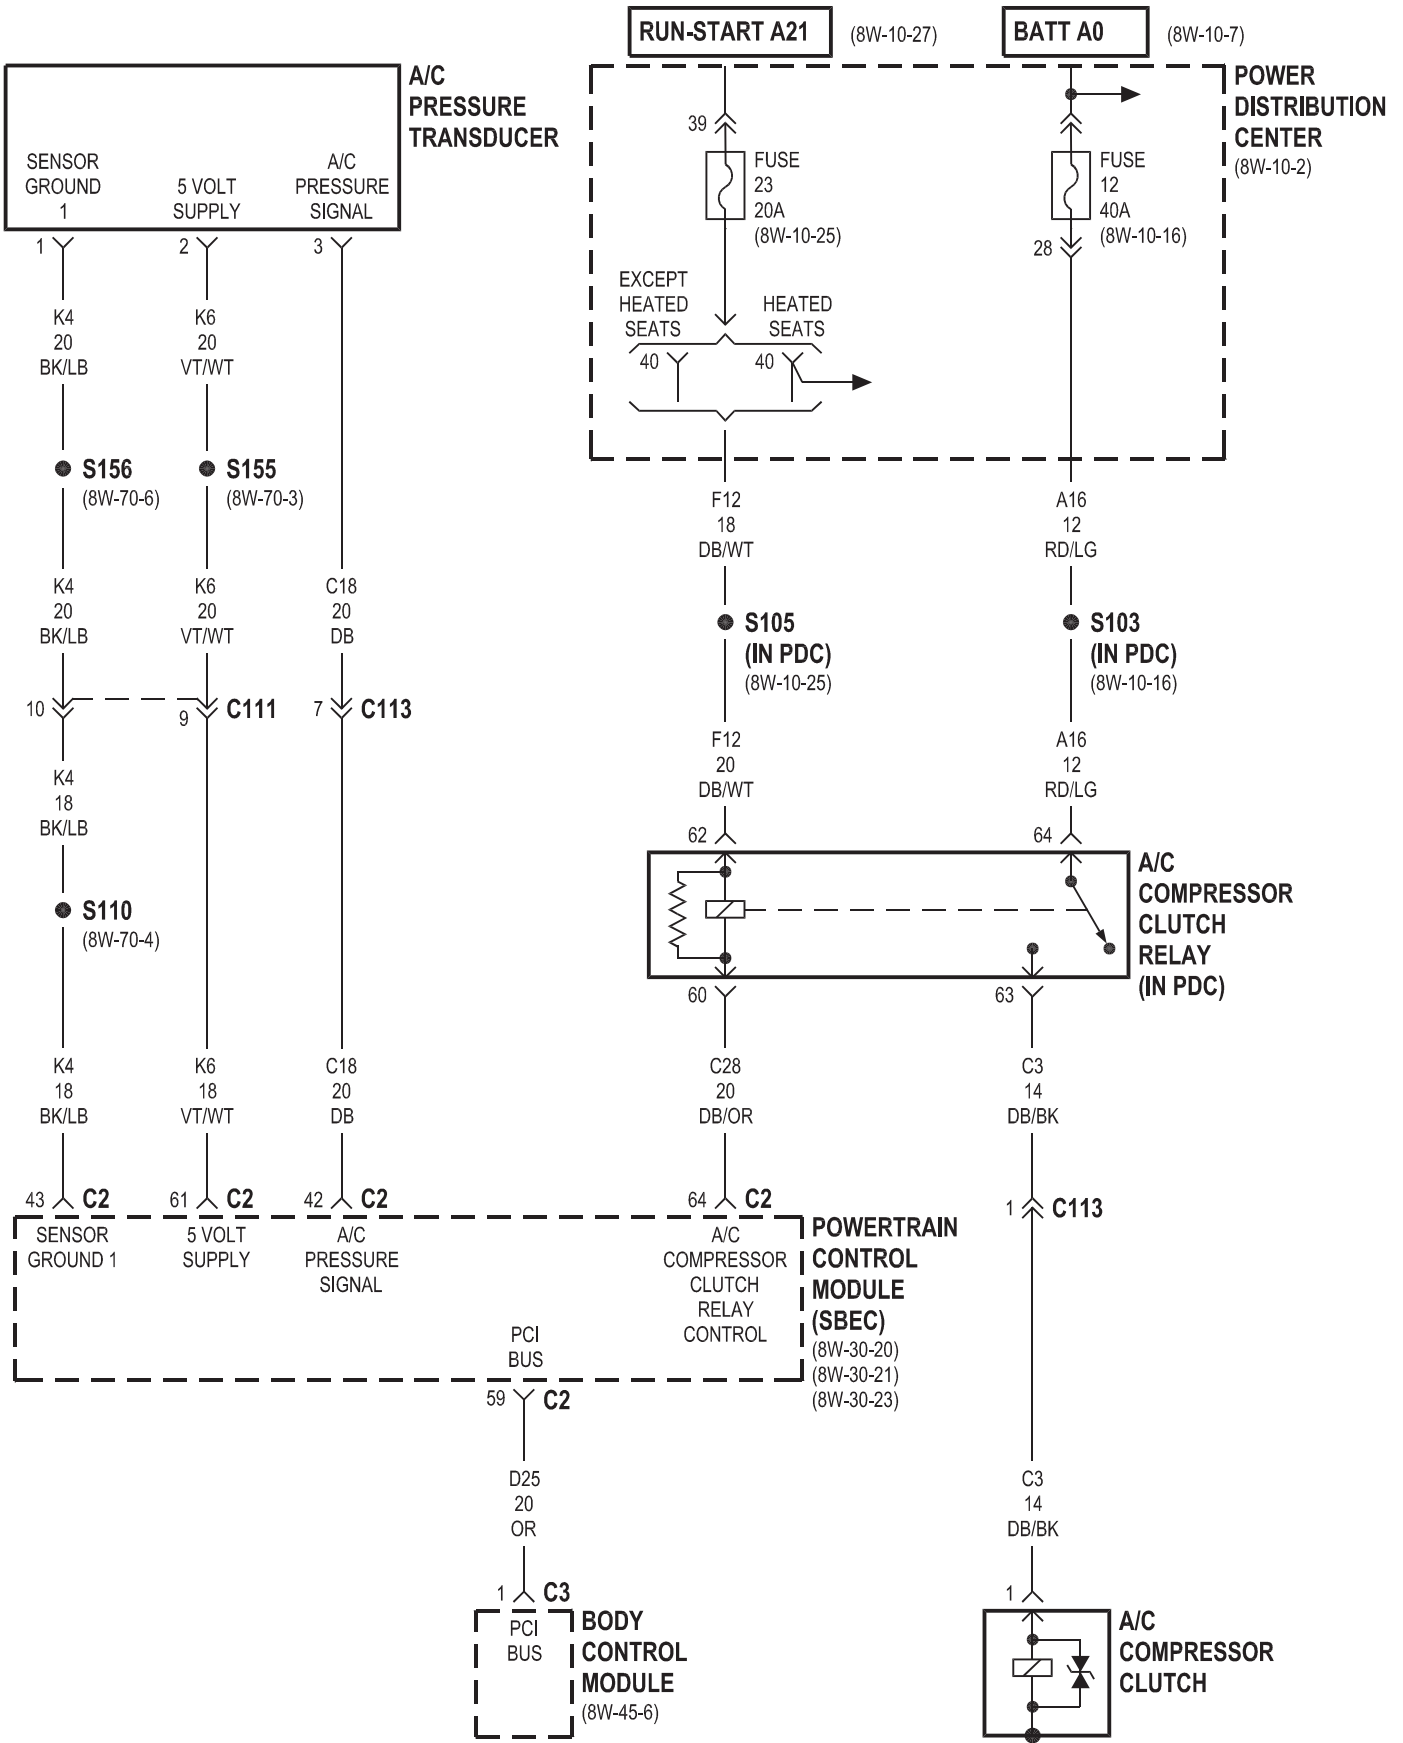 RUN-START A21 (8W-10-27)
BATT A0 (8W-10-7)
A/C
PRESSURE
TRANSDUCER
SENSOR
GROUND
1
5 VOLT
SUPPLY
A/C
PRESSURE
SIGNAL
POWER
DISTRIBUTION
CENTER
(8W-10-2)
39
FUSE
23
20A
(8W-10-25)
FUSE
12
40A
(8W-10-16)
28
1
2
3
EXCEPT
HEATED
SEATS
HEATED
SEATS
40
40
K4
20
BK/LB
K6
20
VT/WT
S156
(8W-70-6)
S155
(8W-70-3)
F12
18
DB/WT
A16
12
RD/LG
K4
20
BK/LB
K6
20
VT/WT
C18
20
DB
S105
(IN PDC)
(8W-10-25)
S103
(IN PDC)
(8W-10-16)
10
9
C111
7
C113
K4
18
BK/LB
F12
20
DB/WT
A16
12
RD/LG
62
64
S110
(8W-70-4)
A/C
COMPRESSOR
CLUTCH
RELAY
(IN PDC)
60
63
K4
18
BK/LB
K6
18
VT/WT
C18
20
DB
C28
20
DB/OR
C3
14
DB/BK
43 C2
61 C2
42 C2
64 C2
1 C113
SENSOR
GROUND 1
5 VOLT
SUPPLY
A/C
PRESSURE
SIGNAL
A/C
COMPRESSOR
CLUTCH
RELAY
CONTROL
PCI
BUS
POWERTRAIN
CONTROL
MODULE
(SBEC)
(8W-30-20)
(8W-30-21)
(8W-30-23)
59 C2
D25
20
OR
C3
14
DB/BK
1 C3
PCI
BUS
BODY
CONTROL
MODULE
(8W-45-6)
1
A/C
COMPRESSOR
CLUTCH